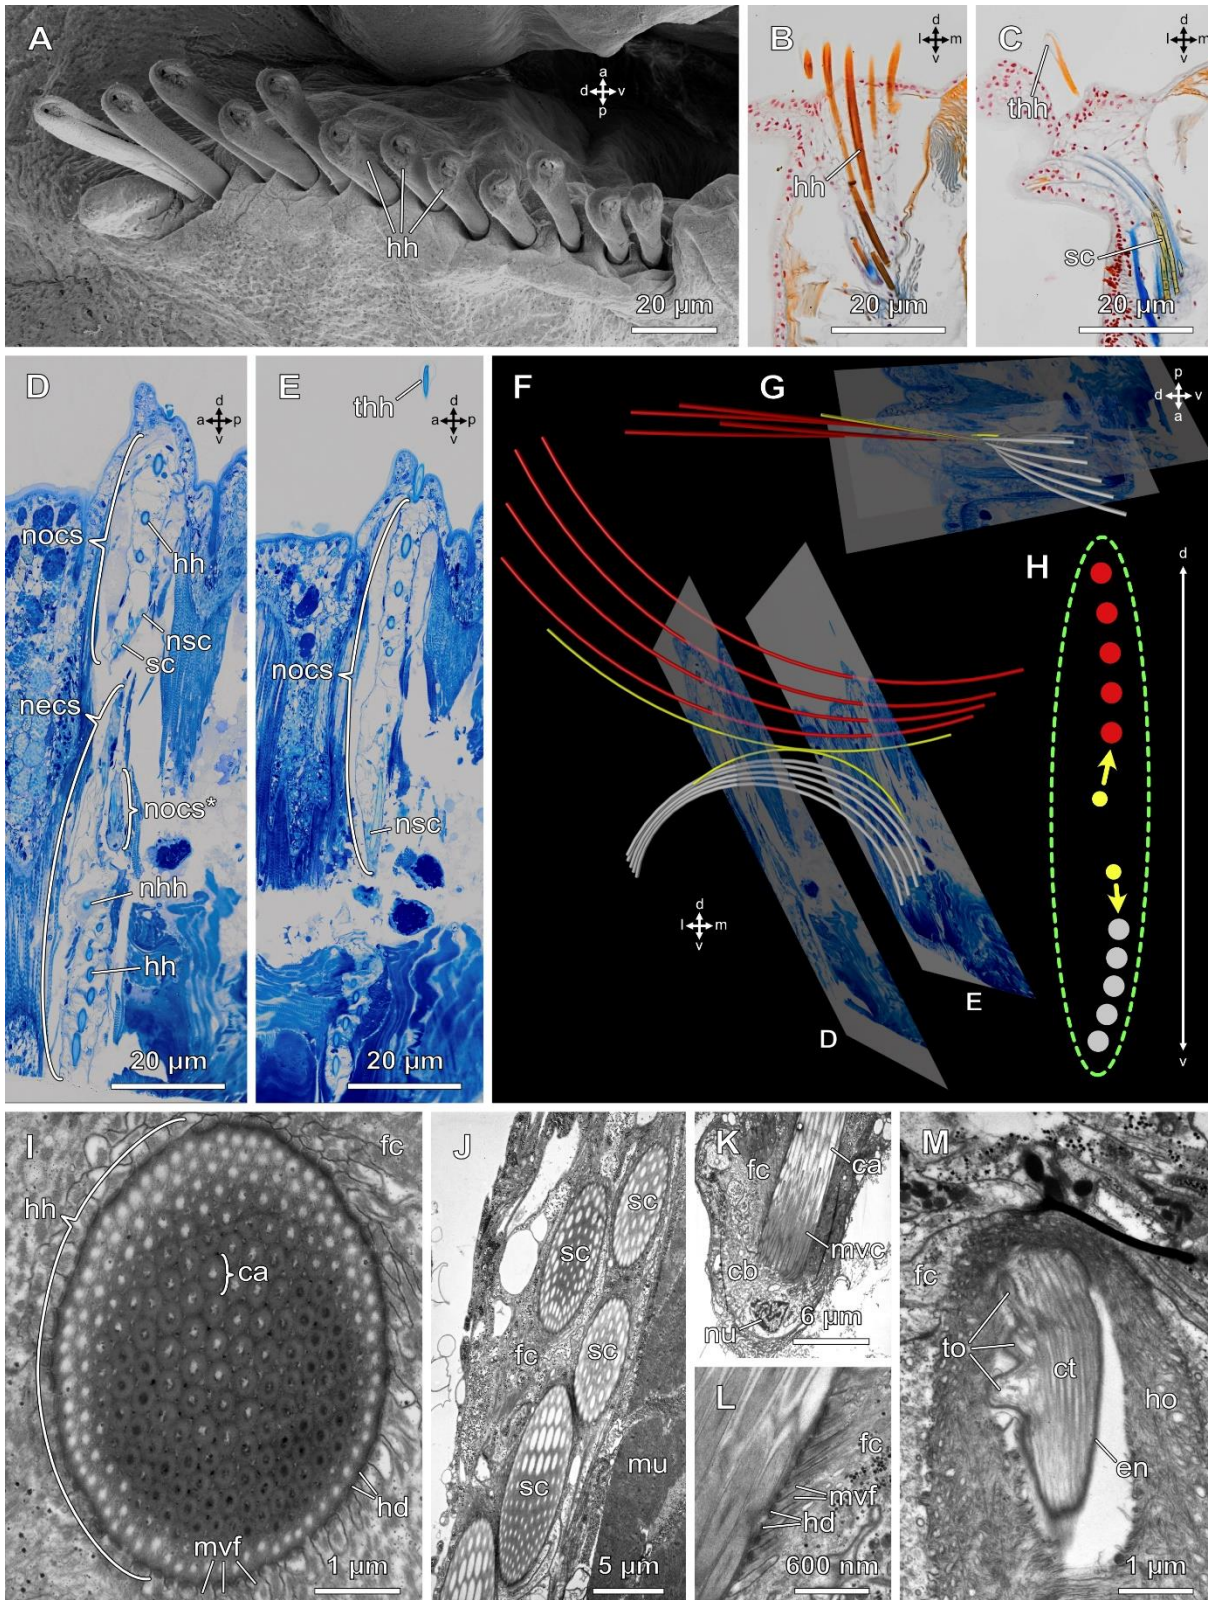 A
a
d v
p
hh
20 µm
B
d
l m
v
hh
20 µm
C
d
l m
v
thh
sc
20 µm
D
d
a p
v
nocs
hh
nsc
sc
necs
nocs*
nhh
hh
20 µm
E
thh
d
a p
v
nocs
nsc
20 µm
F
d
l m
v
D
E
G
p
d v
a
H
d
v
I
fc
hh
ca
hd
mvf
1 µm
J
sc
sc
sc
fc
sc
mu
5 µm
K
fc
ca
mvc
cb
nu
6 µm
L
fc
mvf
hd
600 nm
M
fc
to
ct
ho
en
1 µm